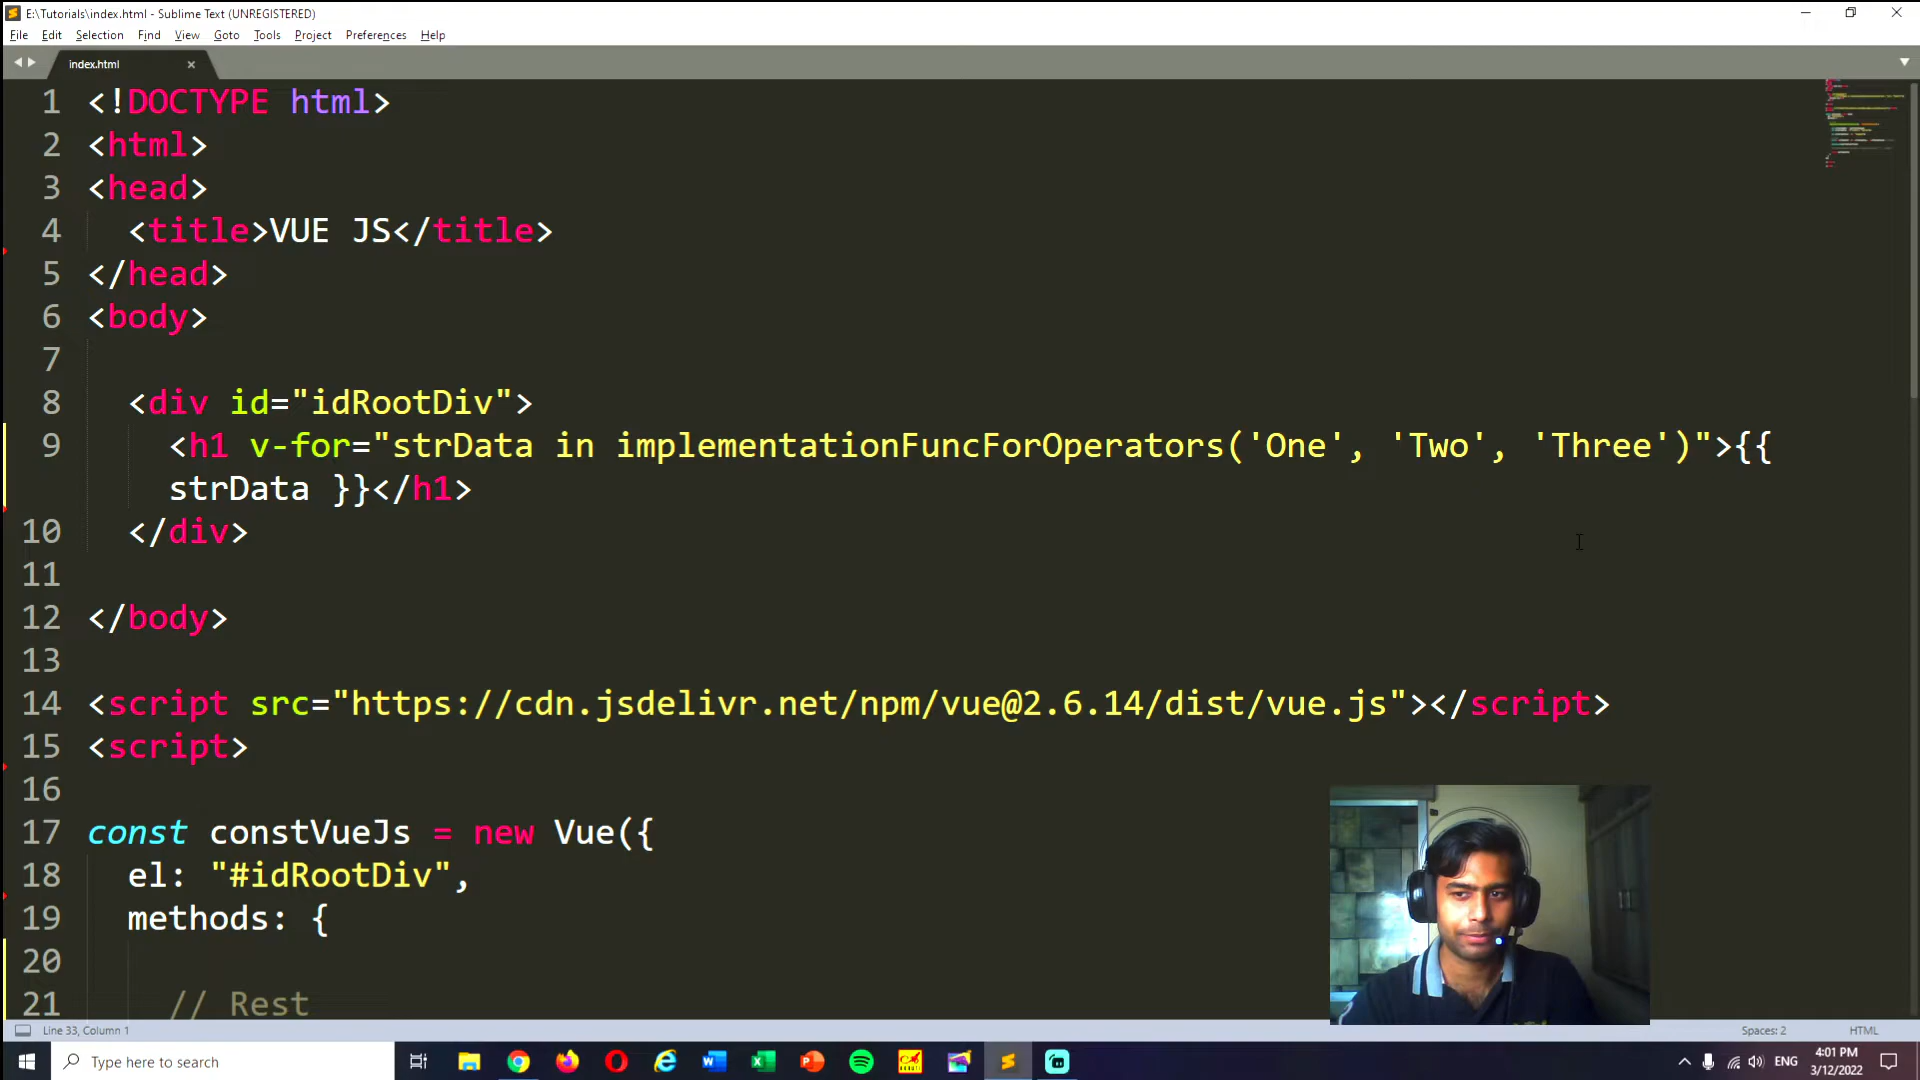 E:\Tutorials\index.html - Sublime Text (UNREGISTERED)
File Edit Selection Find View Goto Tools Project Preferences Help
index.html
1 <!DOCTYPE html>
2 <html>
3 <head>
4 <title>VUE JS</title>
5 </head>
6 <body>
7
8 <div id="idRootDiv">
9 <h1 v-for="strData in implementationFuncForOperators('One', 'Two', 'Three')">{{
strData }}</h1>
10 </div>
11
12 </body>
13
14 <script src="https://cdn.jsdelivr.net/npm/vue@2.6.14/dist/vue.js"></script>
15 <script>
16
17 const constVueJs = new Vue({
18 el: "#idRootDiv",
19 methods: {
20
21 // Rest
Line 33, Column 1 Spaces: 2 HTML
Type here to search
ENG
4:01 PM
3/12/2022